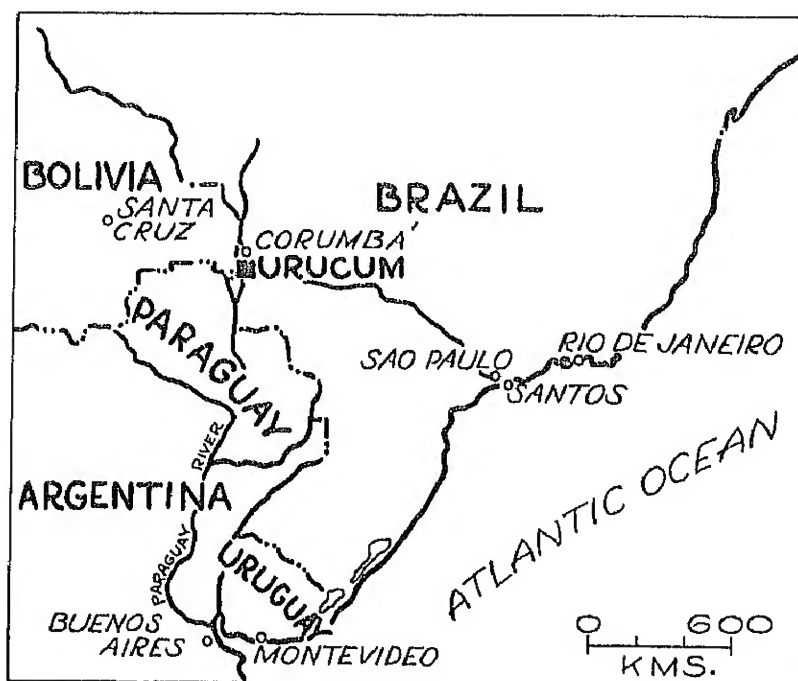 BOLIVIA
BRAZIL
SANTA
CRUZ
CORUMBA'
URUCUM
PARAGUAY
RIO DE JANEIRO
SAO PAULO
SANTOS
RIVER
ARGENTINA
ATLANTIC OCEAN
PARAGUAY
URUGUAY
BUENOS
AIRES
MONTEVIDEO
0 600
KMS.